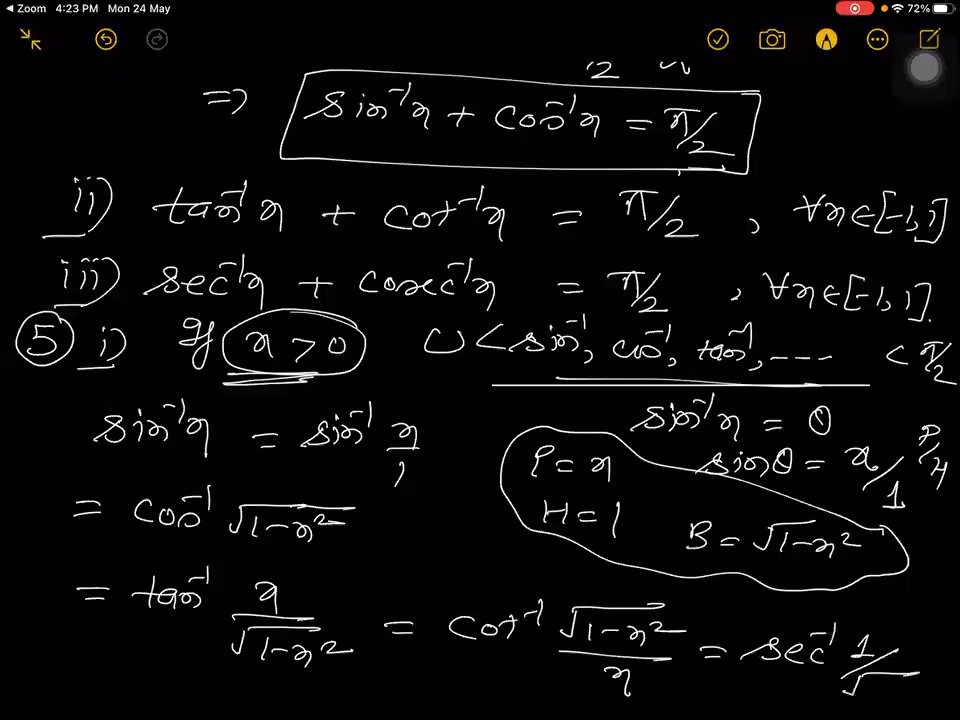 Zoom 4:23 PM Mon 24 May 72%
2
=> sin⁻¹x + cos⁻¹x = π/2
ii) tan⁻¹x + cot⁻¹x = π/2 , ∀x∈[-1,1]
iii) sec⁻¹x + cosec⁻¹x = π/2 , ∀x∈[-1,1].
5 i) If x > 0 0 < sin⁻¹, cos⁻¹, tan⁻¹, ---- < π/2
sin⁻¹x = sin⁻¹ x/1
= cos⁻¹ √1-x²
= tan⁻¹ x/√1-x² = cot⁻¹ √1-x²/x = sec⁻¹ 1/√
sin⁻¹x = θ
sinθ = x/1 P/H
P = x
H = 1
B = √1-x²